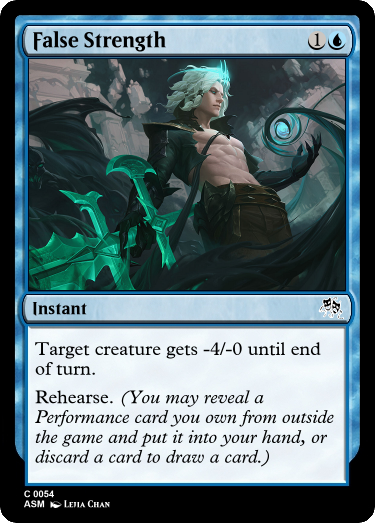 False Strength
1
Instant
Target creature gets -4/-0 until end
of turn.
Rehearse. (You may reveal a
Performance card you own from outside
the game and put it into your hand, or
discard a card to draw a card.)
C 0054
ASM Lejia Chan